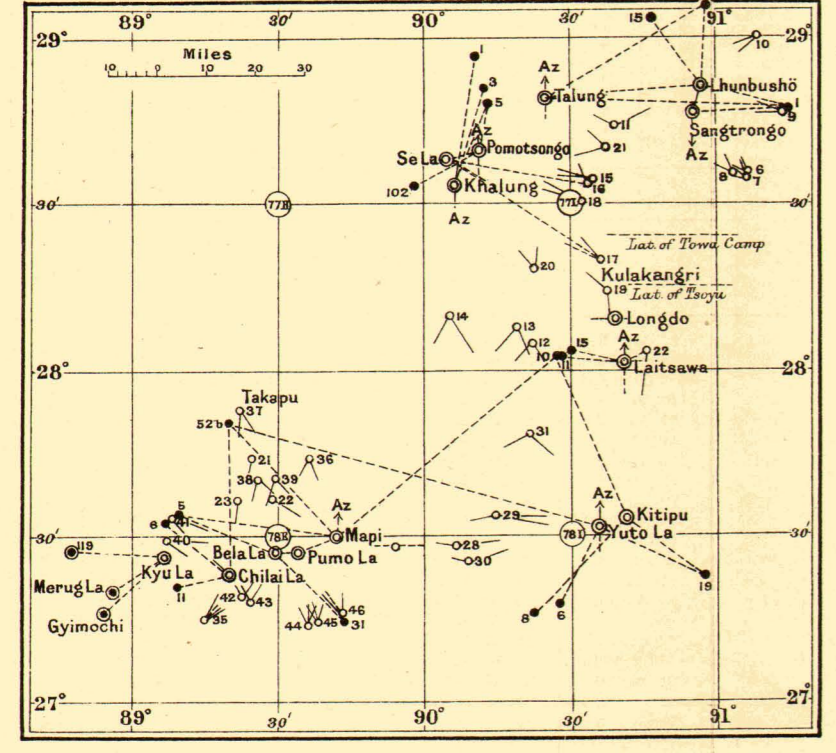 89° 30' 90° 30' 91°
29° 29°
Miles
10 0 10 20 30
15
10
1
3
5
Az
Talung
Lhunbushö
1
9
Sangtrongo
Az
11
21
Az
Pomotsongo
Se La
Khalung
Az
102
15
16
18
8 6
7
30' 77E 77I 30'
Lat. of Towa Camp
17
20
Kulakangri
19
Lat. of Tsoyu
Longdo
14
13
12
10
11
15
Az
22
Laitsawa
28° 28°
Takapu
37
52b
31
21
36
38
39
23
22
5
6
41
40
Az
Mapi
29
Az
Kitipu
Yuto La
30' 78E 78I 30'
119
Kyu La
Bela La
Pumo La
28
30
Merug La
Chilai La
11
Gyimochi
42
43
35
44
45
46
31
8
6
19
27° 27°
89° 30' 90° 30' 91°